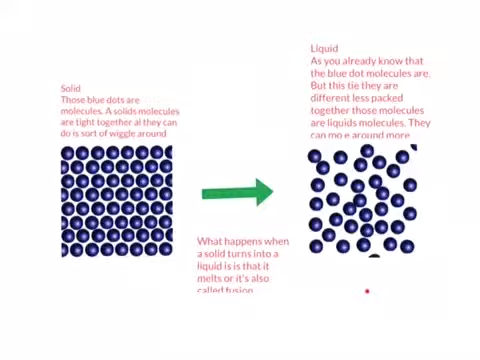 Solid
Those blue dots are
molecules. A solids molecules
are tight together al they can
do is sort of wiggle around
Liquid
As you already know that
the blue dot molecules are.
But this tie they are
different less packed
together those molecules
are liquids molecules. They
can mo e around more
What happens when
a solid turns into a
liquid is is that it
melts or it's also
called fusion